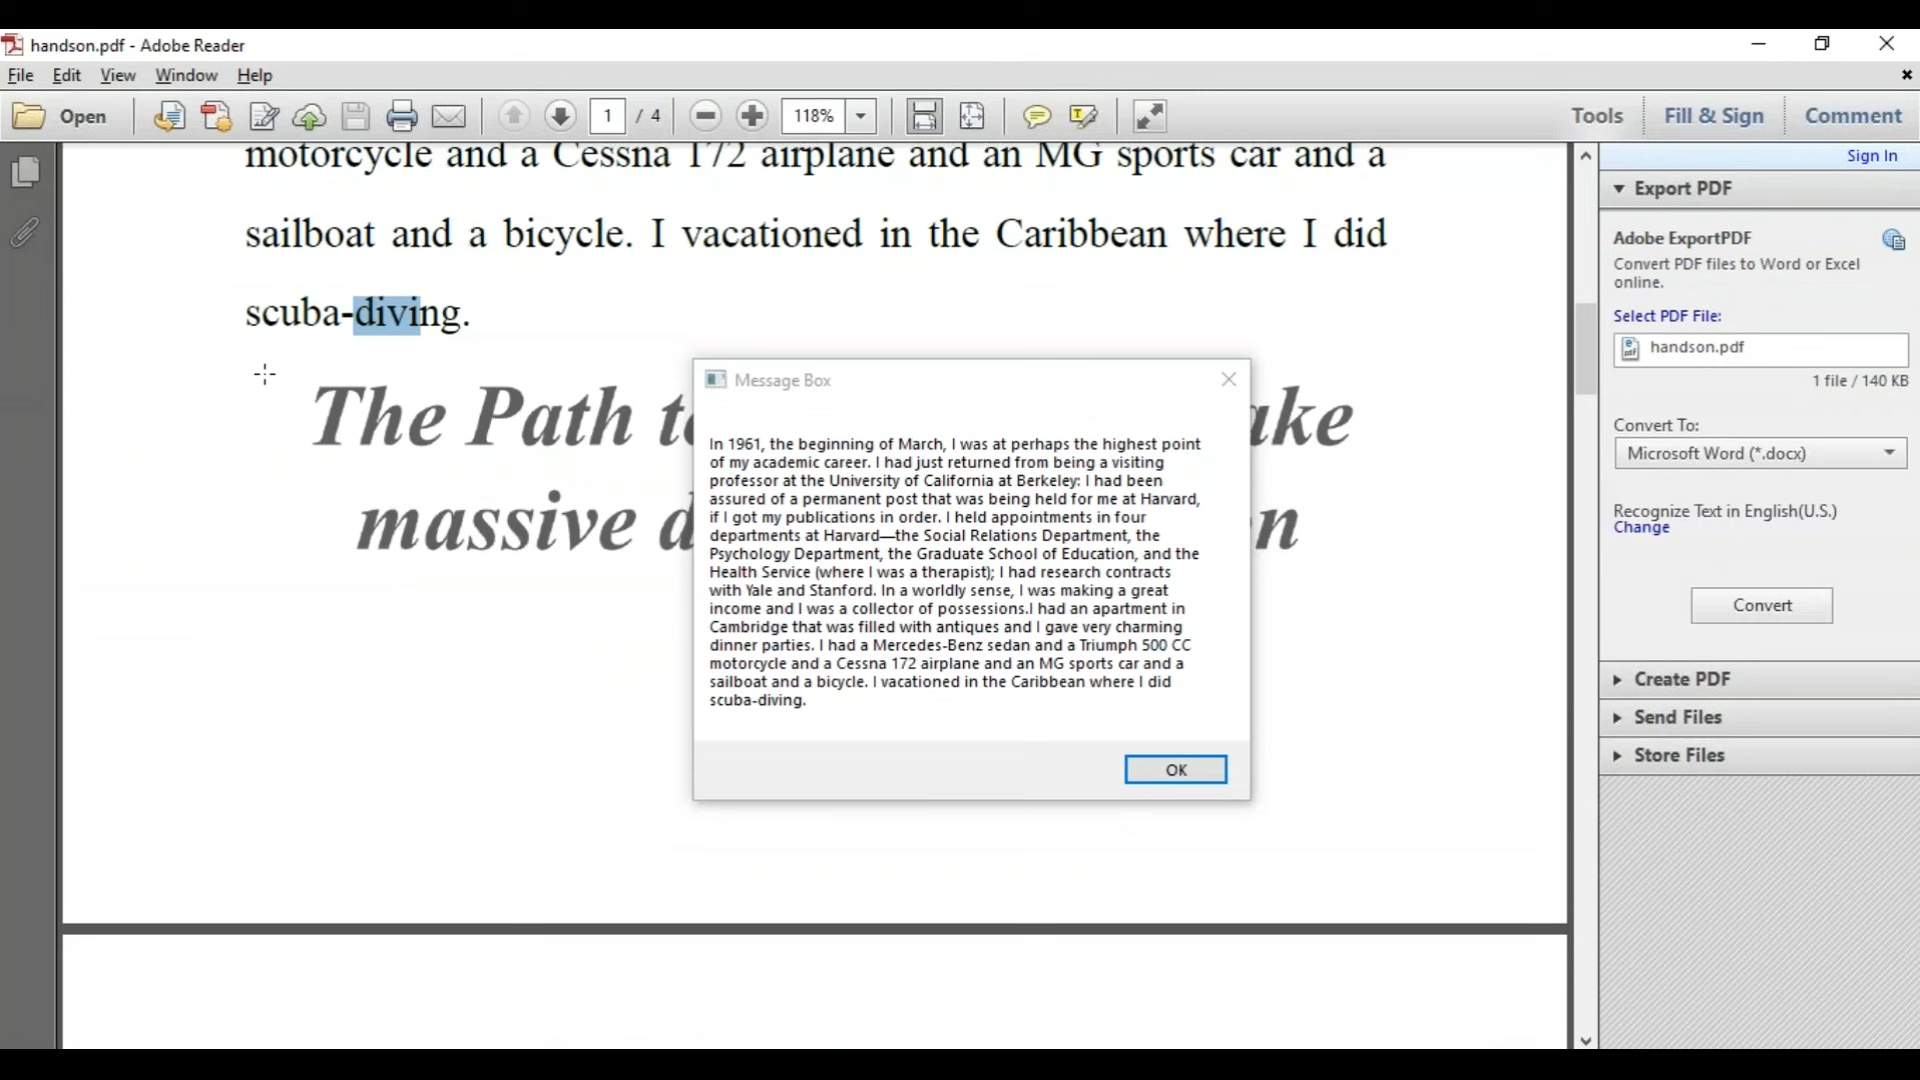 handson.pdf - Adobe Reader
File Edit View Window Help
Open 1 / 4 118% Tools Fill & Sign Comment
Sign In
motorcycle and a Cessna 172 airplane and an MG sports car and a
sailboat and a bicycle. I vacationed in the Caribbean where I did
scuba-diving.
The Path
massive
Message Box
In 1961, the beginning of March, I was at perhaps the highest point
of my academic career. I had just returned from being a visiting
professor at the University of California at Berkeley: I had been
assured of a permanent post that was being held for me at Harvard,
if I got my publications in order. I held appointments in four
departments at Harvard—the Social Relations Department, the
Psychology Department, the Graduate School of Education, and the
Health Service (where I was a therapist); I had research contracts
with Yale and Stanford. In a worldly sense, I was making a great
income and I was a collector of possessions.I had an apartment in
Cambridge that was filled with antiques and I gave very charming
dinner parties. I had a Mercedes-Benz sedan and a Triumph 500 CC
motorcycle and a Cessna 172 airplane and an MG sports car and a
sailboat and a bicycle. I vacationed in the Caribbean where I did
scuba-diving.
OK
Export PDF
Adobe ExportPDF
Convert PDF files to Word or Excel
online.
Select PDF File:
handson.pdf
1 file / 140 KB
Convert To:
Microsoft Word (*.docx)
Recognize Text in English(U.S.)
Change
Convert
Create PDF
Send Files
Store Files